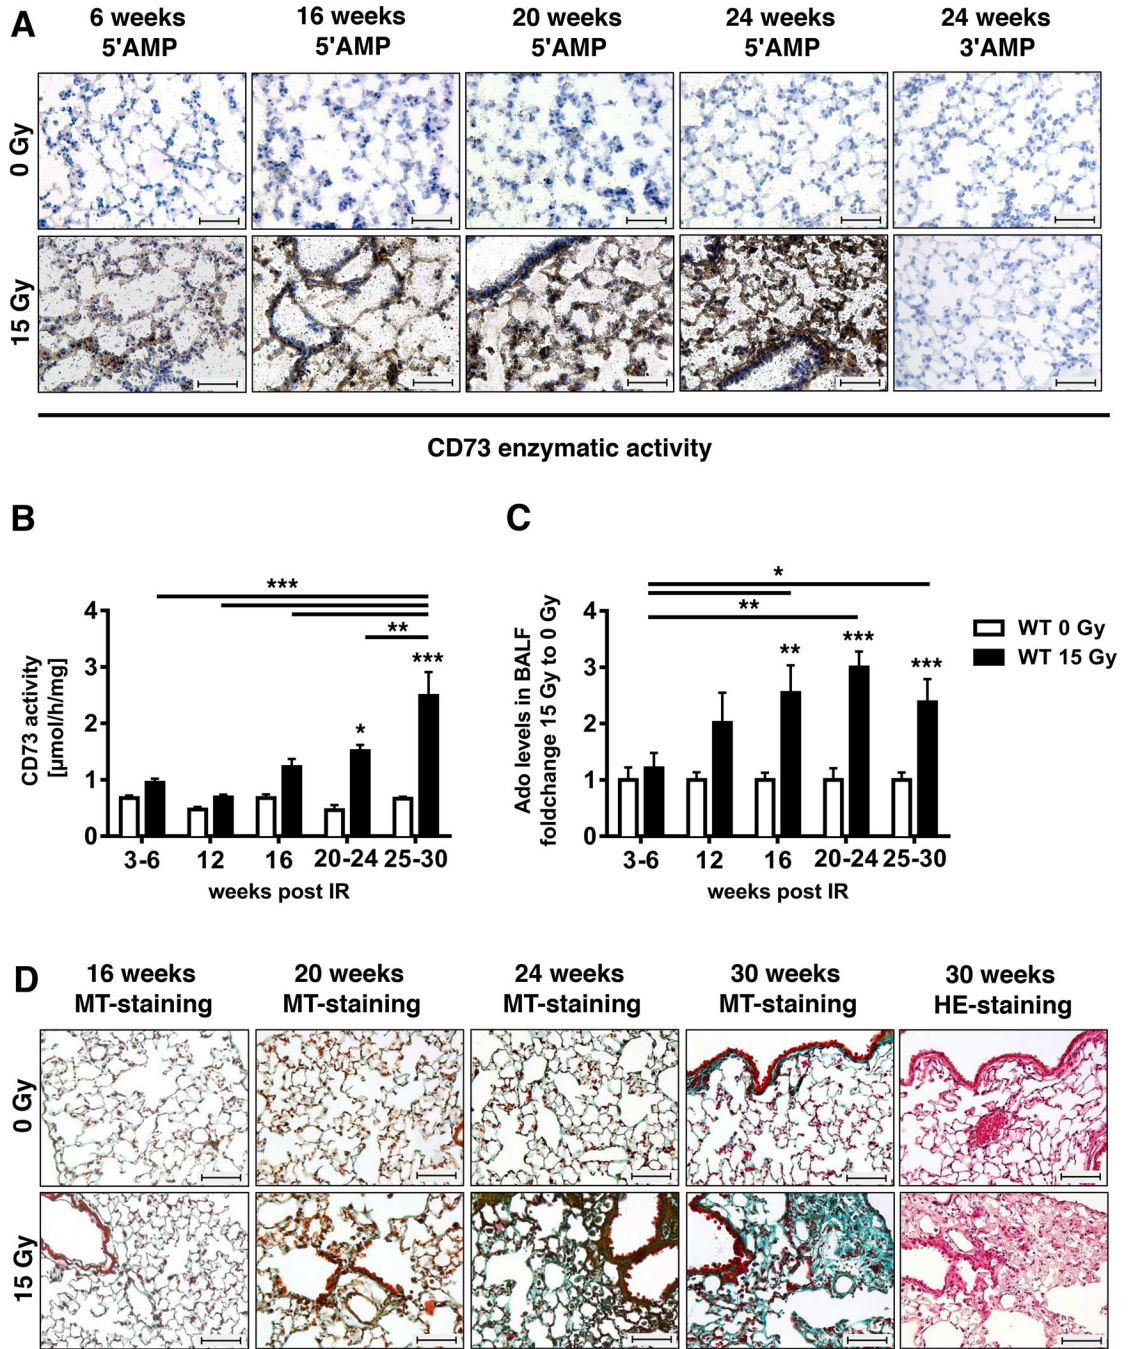 A
6 weeks 16 weeks 20 weeks 24 weeks 24 weeks
5'AMP 5'AMP 5'AMP 5'AMP 3'AMP
0 Gy
15 Gy
CD73 enzymatic activity
B
CD73 activity
[µmol/h/mg]
4
3
2
1
0
***
**
***
*
3-6 12 16 20-24 25-30
weeks post IR
C
Ado levels in BALF
foldchange 15 Gy to 0 Gy
4
3
2
1
0
*
**
**
***
***
3-6 12 16 20-24 25-30
weeks post IR
WT 0 Gy
WT 15 Gy
D
16 weeks 20 weeks 24 weeks 30 weeks 30 weeks
MT-staining MT-staining MT-staining MT-staining HE-staining
0 Gy
15 Gy